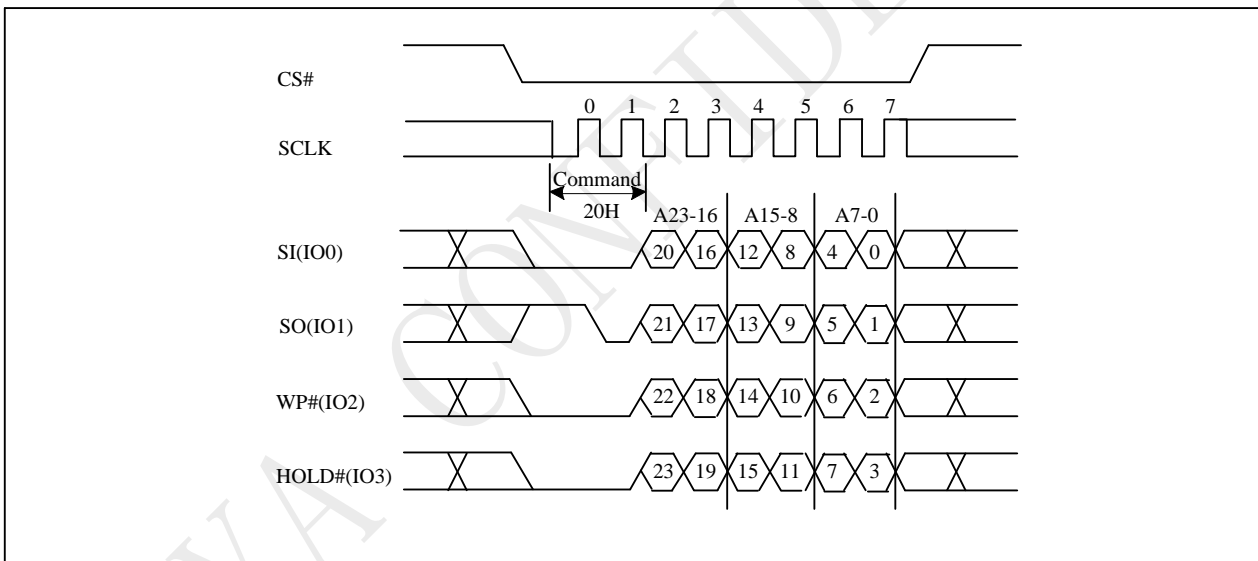 CS#
0 1 2 3 4 5 6 7
SCLK
Command
20H
A23-16 A15-8 A7-0
SI(IO0) 20 16 12 8 4 0
SO(IO1) 21 17 13 9 5 1
WP#(IO2) 22 18 14 10 6 2
HOLD#(IO3) 23 19 15 11 7 3